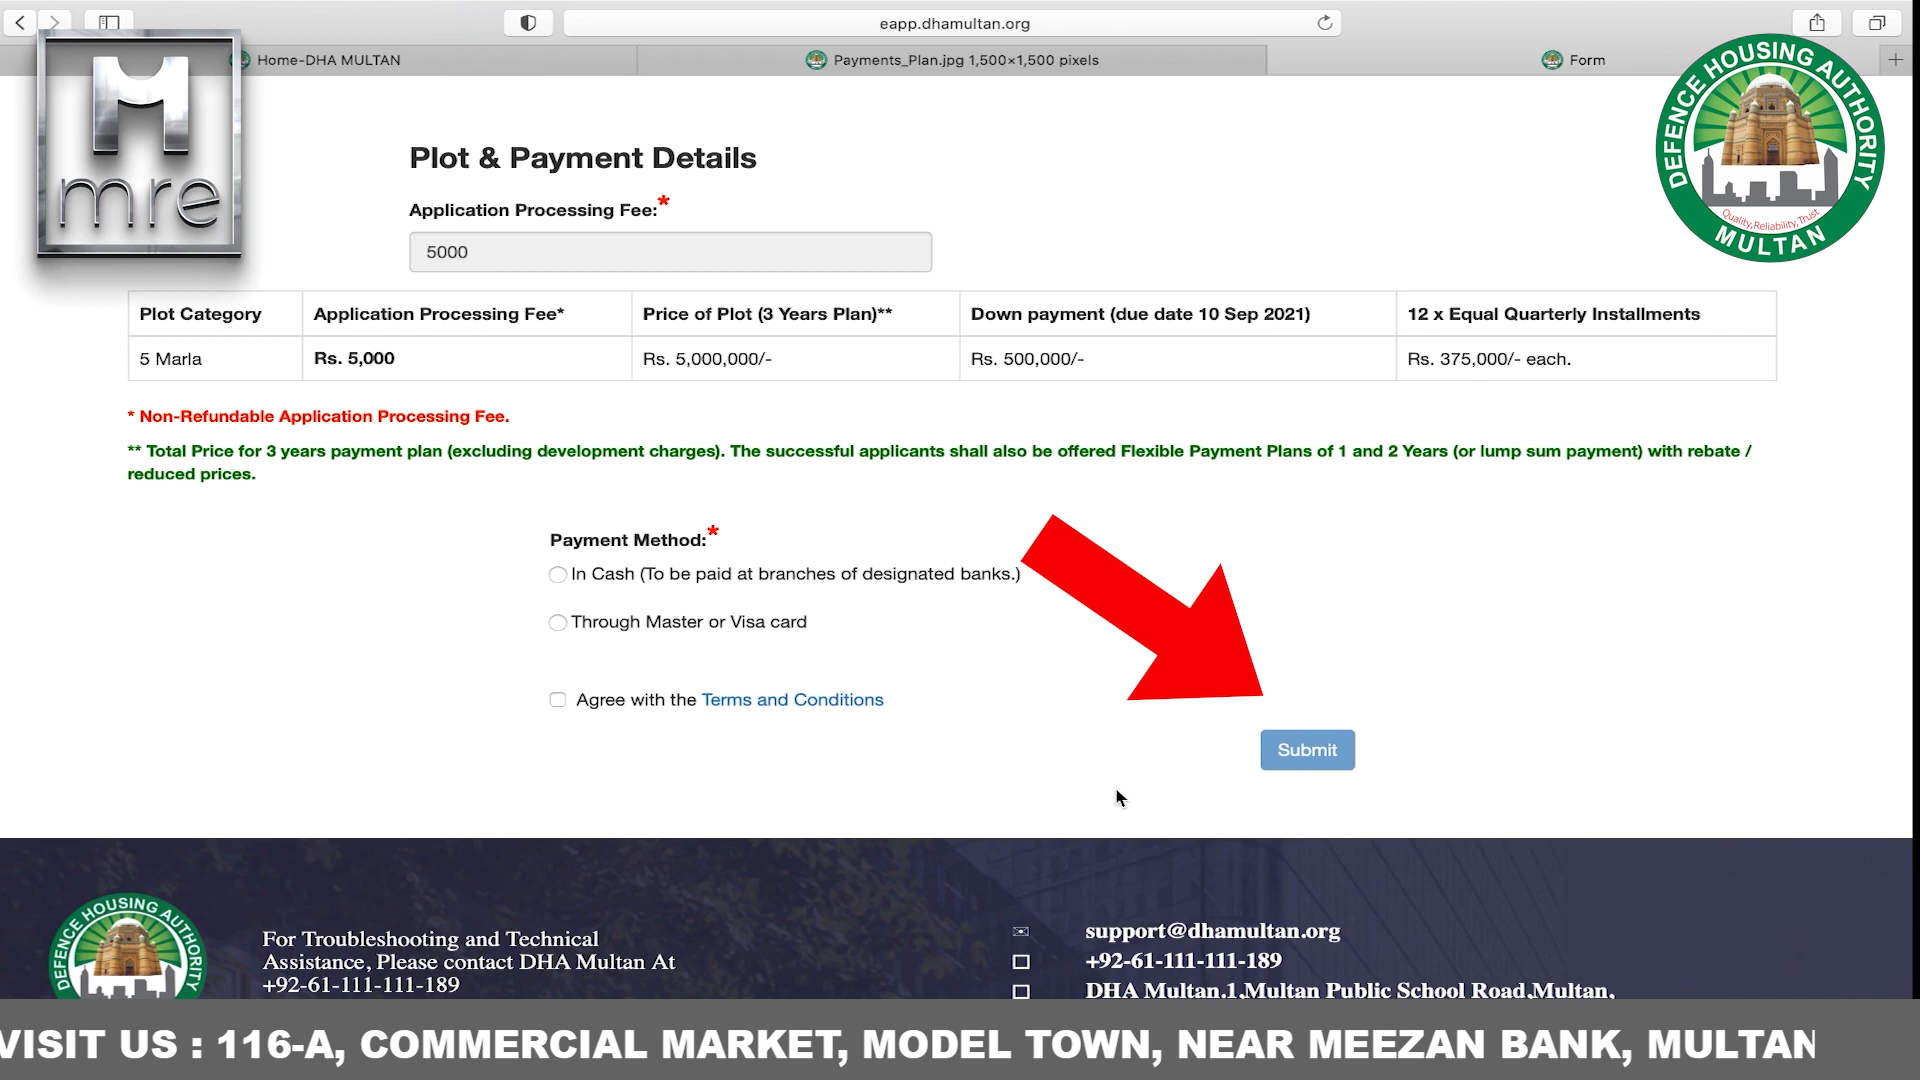 eapp.dhamultan.org
Home-DHA MULTAN
Payments_Plan.jpg 1,500×1,500 pixels
Form
mre
DEFENCE HOUSING AUTHORITY
Quality,Reliability,Trust
MULTAN
Plot & Payment Details
Application Processing Fee:*
5000
Plot Category Application Processing Fee* Price of Plot (3 Years Plan)** Down payment (due date 10 Sep 2021) 12 x Equal Quarterly Installments
5 Marla Rs. 5,000 Rs. 5,000,000/- Rs. 500,000/- Rs. 375,000/- each.
* Non-Refundable Application Processing Fee.
** Total Price for 3 years payment plan (excluding development charges). The successful applicants shall also be offered Flexible Payment Plans of 1 and 2 Years (or lump sum payment) with rebate /
reduced prices.
Payment Method:*
In Cash (To be paid at branches of designated banks.)
Through Master or Visa card
Agree with the Terms and Conditions
Submit
DEFENCE HOUSING AUTHORITY
For Troubleshooting and Technical
Assistance, Please contact DHA Multan At
+92-61-111-111-189
support@dhamultan.org
+92-61-111-111-189
DHA Multan,1,Multan Public School Road,Multan,
VISIT US : 116-A, COMMERCIAL MARKET, MODEL TOWN, NEAR MEEZAN BANK, MULTAN